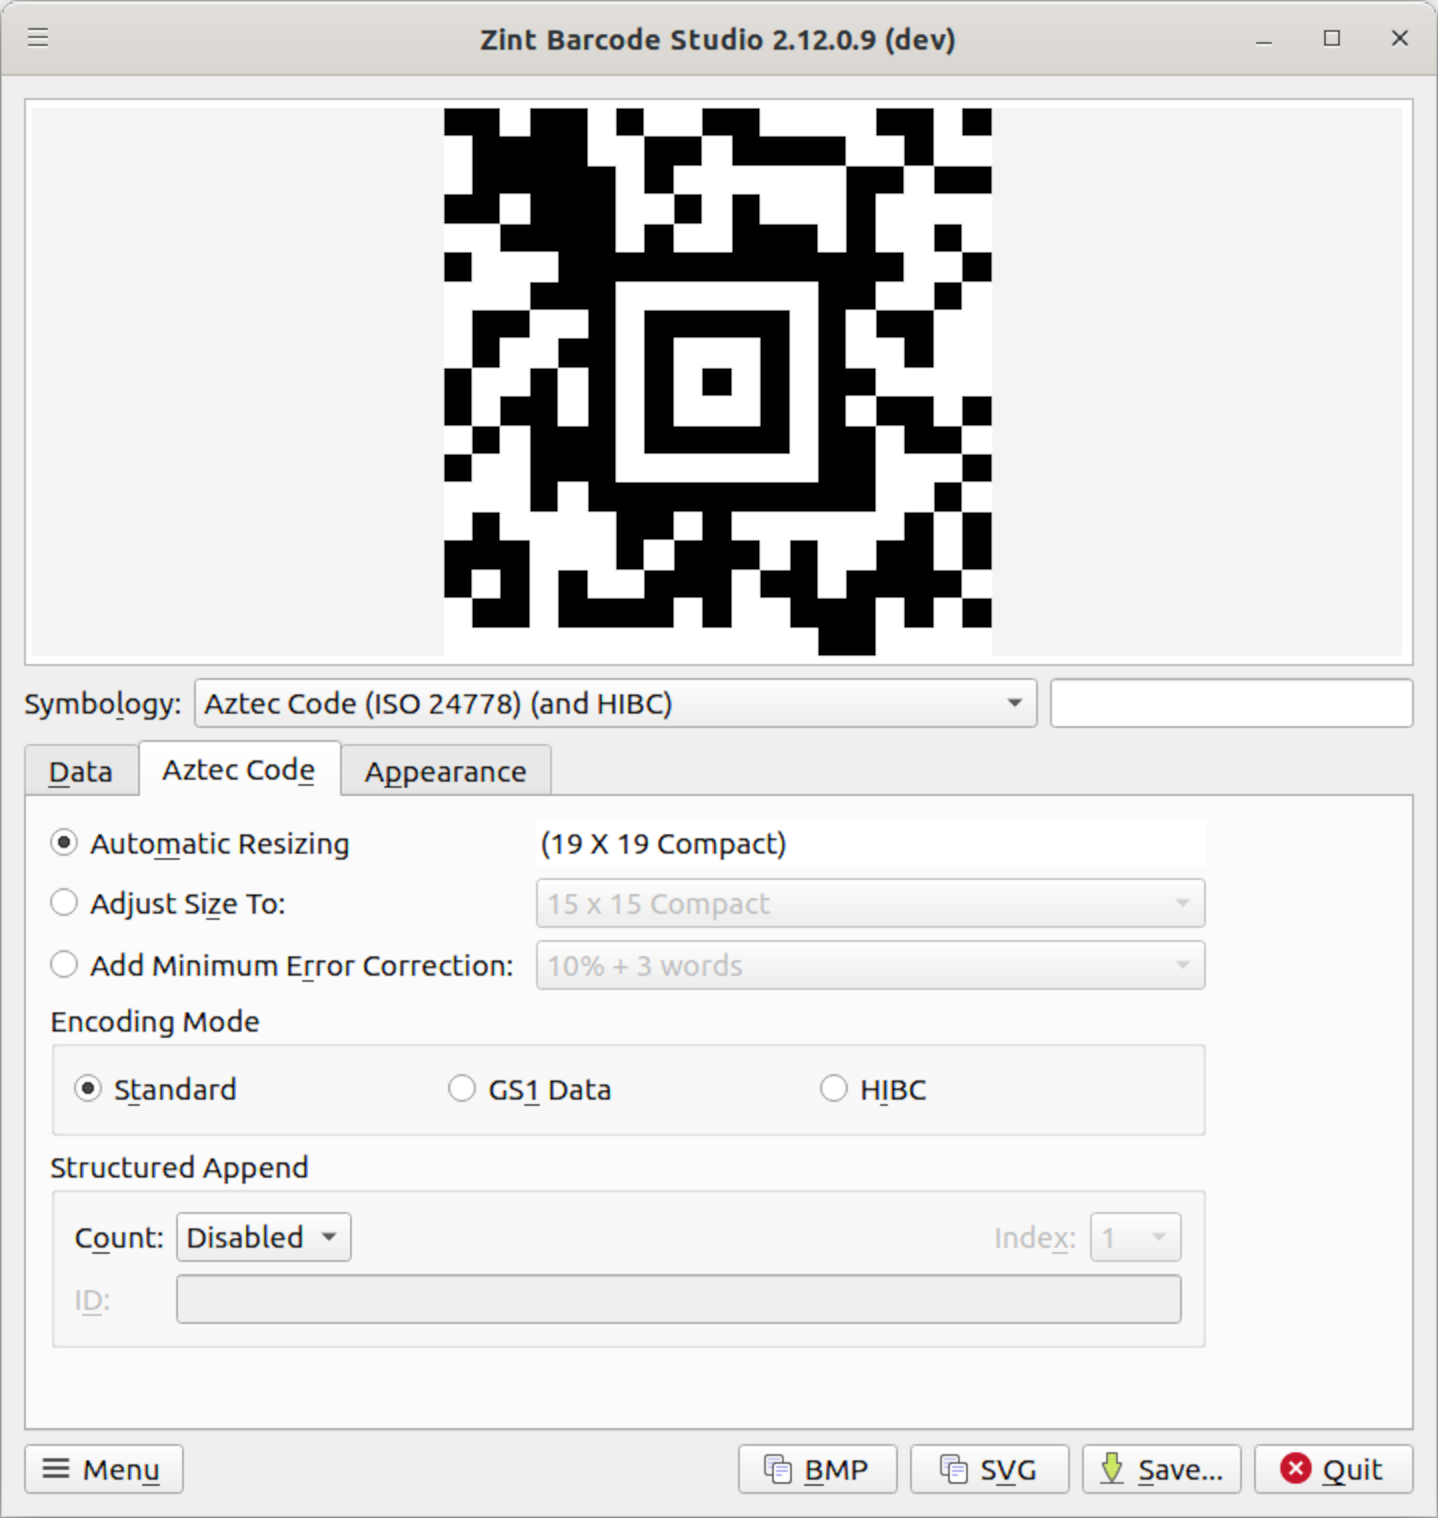 Zint Barcode Studio 2.12.0.9 (dev)
Symbology: Aztec Code (ISO 24778) (and HIBC)
Data Aztec Code Appearance
Automatic Resizing (19 X 19 Compact)
Adjust Size To: 15 x 15 Compact
Add Minimum Error Correction: 10% + 3 words
Encoding Mode
Standard GS1 Data HIBC
Structured Append
Count: Disabled Index: 1
ID:
Menu BMP SVG Save... Quit